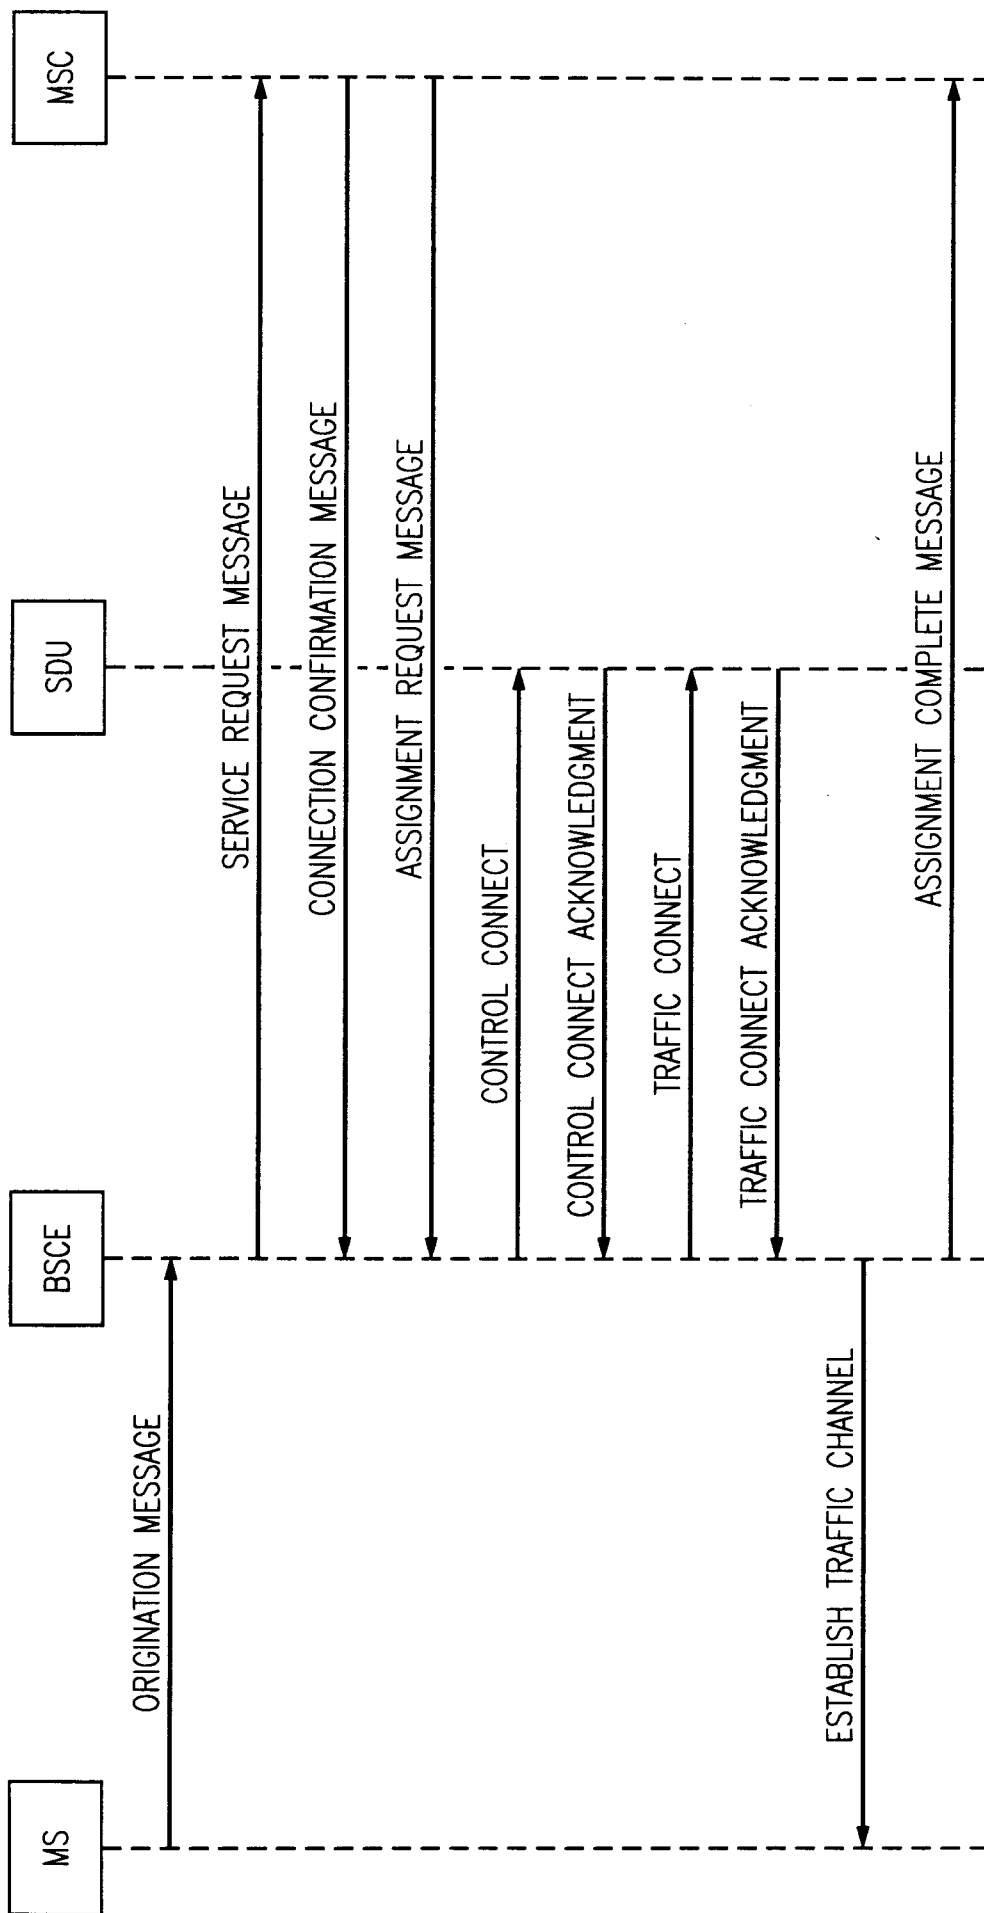 MS
BSCE
SDU
MSC
ORIGINATION MESSAGE
SERVICE REQUEST MESSAGE
CONNECTION CONFIRMATION MESSAGE
ASSIGNMENT REQUEST MESSAGE
CONTROL CONNECT
CONTROL CONNECT ACKNOWLEDGMENT
TRAFFIC CONNECT
TRAFFIC CONNECT ACKNOWLEDGMENT
ESTABLISH TRAFFIC CHANNEL
ASSIGNMENT COMPLETE MESSAGE